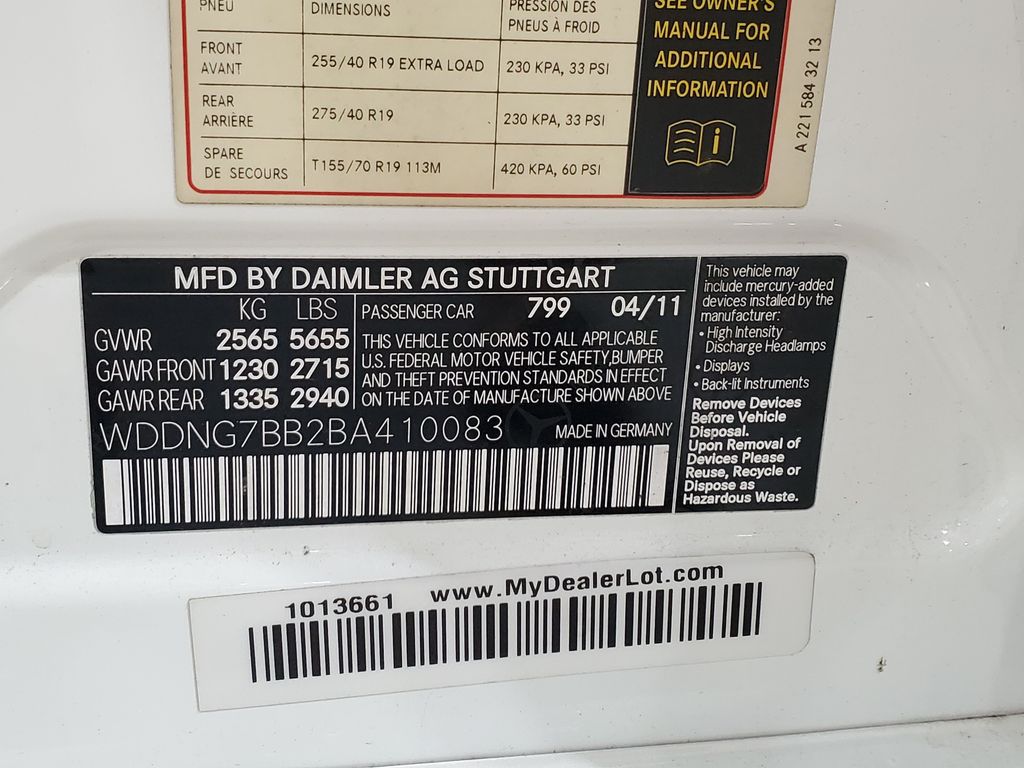 PNEU DIMENSIONS PRESSION DES
PNEUS À FROID
FRONT
AVANT 255/40 R19 EXTRA LOAD 230 KPA, 33 PSI
REAR
ARRIÈRE 275/40 R19 230 KPA, 33 PSI
SPARE
DE SECOURS T155/70 R19 113M 420 KPA, 60 PSI
SEE OWNER'S
MANUAL FOR
ADDITIONAL
INFORMATION
A 221 584 32 13
MFD BY DAIMLER AG STUTTGART
KG LBS PASSENGER CAR 799 04/11
GVWR 2565 5655
GAWR FRONT 1230 2715
GAWR REAR 1335 2940
THIS VEHICLE CONFORMS TO ALL APPLICABLE
U.S. FEDERAL MOTOR VEHICLE SAFETY,BUMPER
AND THEFT PREVENTION STANDARDS IN EFFECT
ON THE DATE OF MANUFACTURE SHOWN ABOVE
WDDNG7BB2BA410083 MADE IN GERMANY
This vehicle may
include mercury-added
devices installed by the
manufacturer:
• High Intensity
Discharge Headlamps
• Displays
• Back-lit Instruments
Remove Devices
Before Vehicle
Disposal.
Upon Removal of
Devices Please
Reuse, Recycle or
Dispose as
Hazardous Waste.
1013661 www.MyDealerLot.com